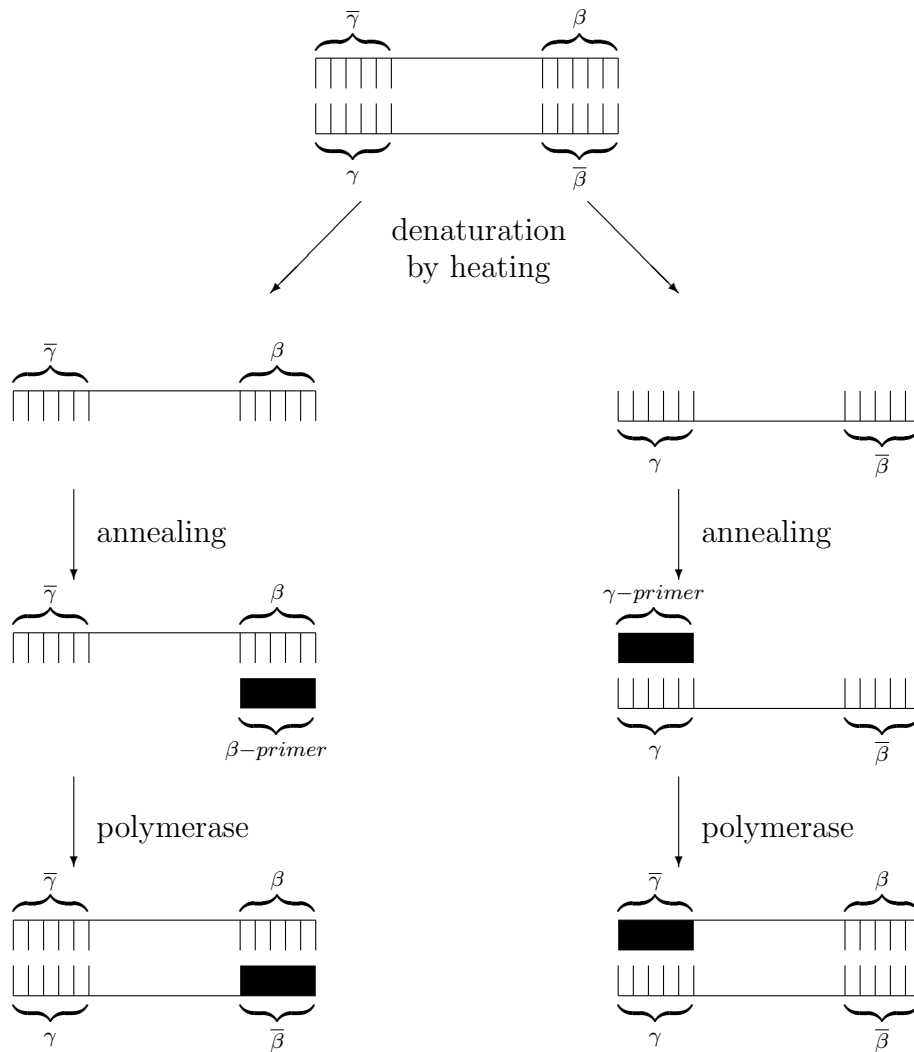 γ̅ β
γ β̅
denaturation
by heating
γ̅ β
γ β̅
annealing annealing
γ̅ β γ−primer
β−primer γ β̅
polymerase polymerase
γ̅ β γ̅ β
γ β̅ γ β̅